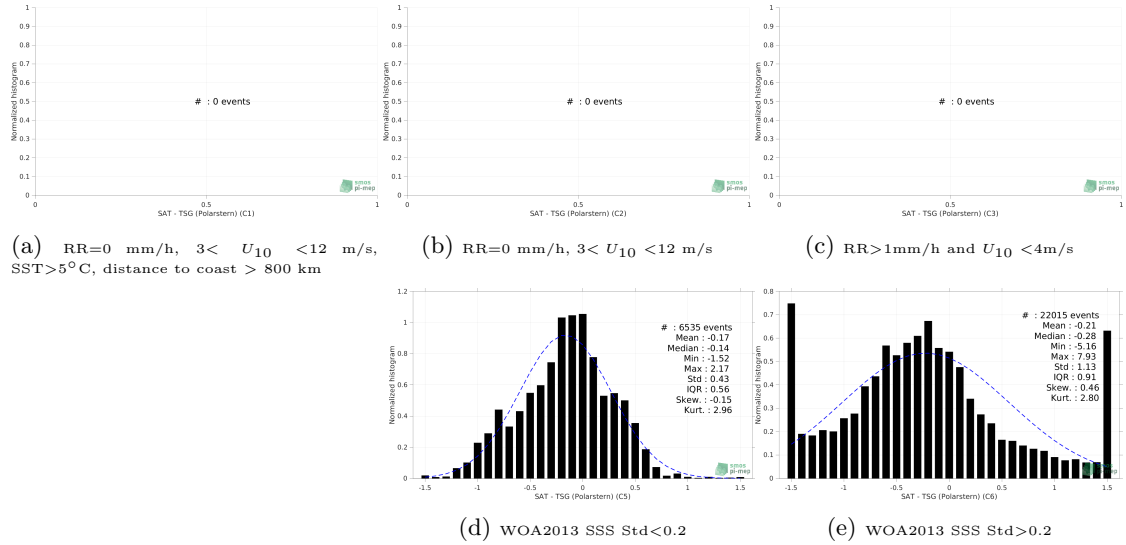 1
0.9
0.8
0.7
0.6
0.5
0.4
0.3
0.2
0.1
0
Normalized histogram
# : 0 events
smos
pi-mep
0 0.5 1
SAT - TSG (Polarstern) (C1)
(a) RR=0 mm/h, 3< U10 <12 m/s,
SST>5°C, distance to coast > 800 km
1
0.9
0.8
0.7
0.6
0.5
0.4
0.3
0.2
0.1
0
Normalized histogram
# : 0 events
smos
pi-mep
0 0.5 1
SAT - TSG (Polarstern) (C2)
(b) RR=0 mm/h, 3< U10 <12 m/s
1
0.9
0.8
0.7
0.6
0.5
0.4
0.3
0.2
0.1
0
Normalized histogram
# : 0 events
smos
pi-mep
0 0.5 1
SAT - TSG (Polarstern) (C3)
(c) RR>1mm/h and U10 <4m/s
1.2
1
0.8
0.6
0.4
0.2
0
Normalized histogram
# : 6535 events
Mean : -0.17
Median : -0.14
Min : -1.52
Max : 2.17
Std : 0.43
IQR : 0.56
Skew. : -0.15
Kurt. : 2.96
smos
pi-mep
-1.5 -1 -0.5 0 0.5 1 1.5
SAT - TSG (Polarstern) (C5)
(d) WOA2013 SSS Std<0.2
0.8
0.7
0.6
0.5
0.4
0.3
0.2
0.1
0
Normalized histogram
# : 22015 events
Mean : -0.21
Median : -0.28
Min : -5.16
Max : 7.93
Std : 1.13
IQR : 0.91
Skew. : 0.46
Kurt. : 2.80
smos
pi-mep
-1.5 -1 -0.5 0 0.5 1 1.5
SAT - TSG (Polarstern) (C6)
(e) WOA2013 SSS Std>0.2